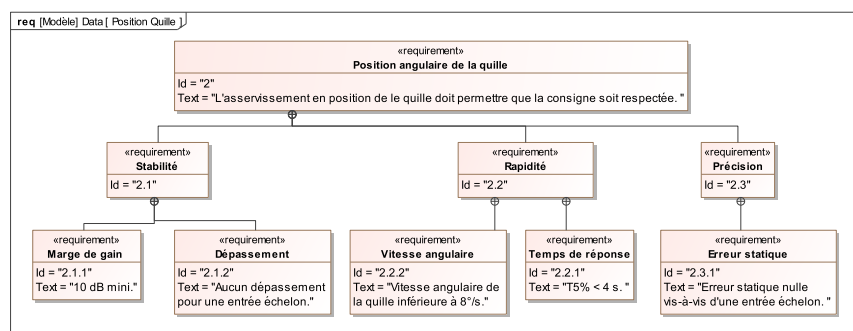 req [Modèle] Data [ Position Quille ]
«requirement»
Position angulaire de la quille
Id = "2"
Text = "L'asservissement en position de le quille doit permettre que la consigne soit respectée. "
«requirement»
Stabilité
Id = "2.1"
«requirement»
Rapidité
Id = "2.2"
«requirement»
Précision
Id = "2.3"
«requirement»
Marge de gain
Id = "2.1.1"
Text = "10 dB mini."
«requirement»
Dépassement
Id = "2.1.2"
Text = "Aucun dépassement
pour une entrée échelon."
«requirement»
Vitesse angulaire
Id = "2.2.2"
Text = "Vitesse angulaire de
la quille inférieure à 8°/s."
«requirement»
Temps de réponse
Id = "2.2.1"
Text = "T5% < 4 s. "
«requirement»
Erreur statique
Id = "2.3.1"
Text = "Erreur statique nulle
vis-à-vis d'une entrée échelon. "